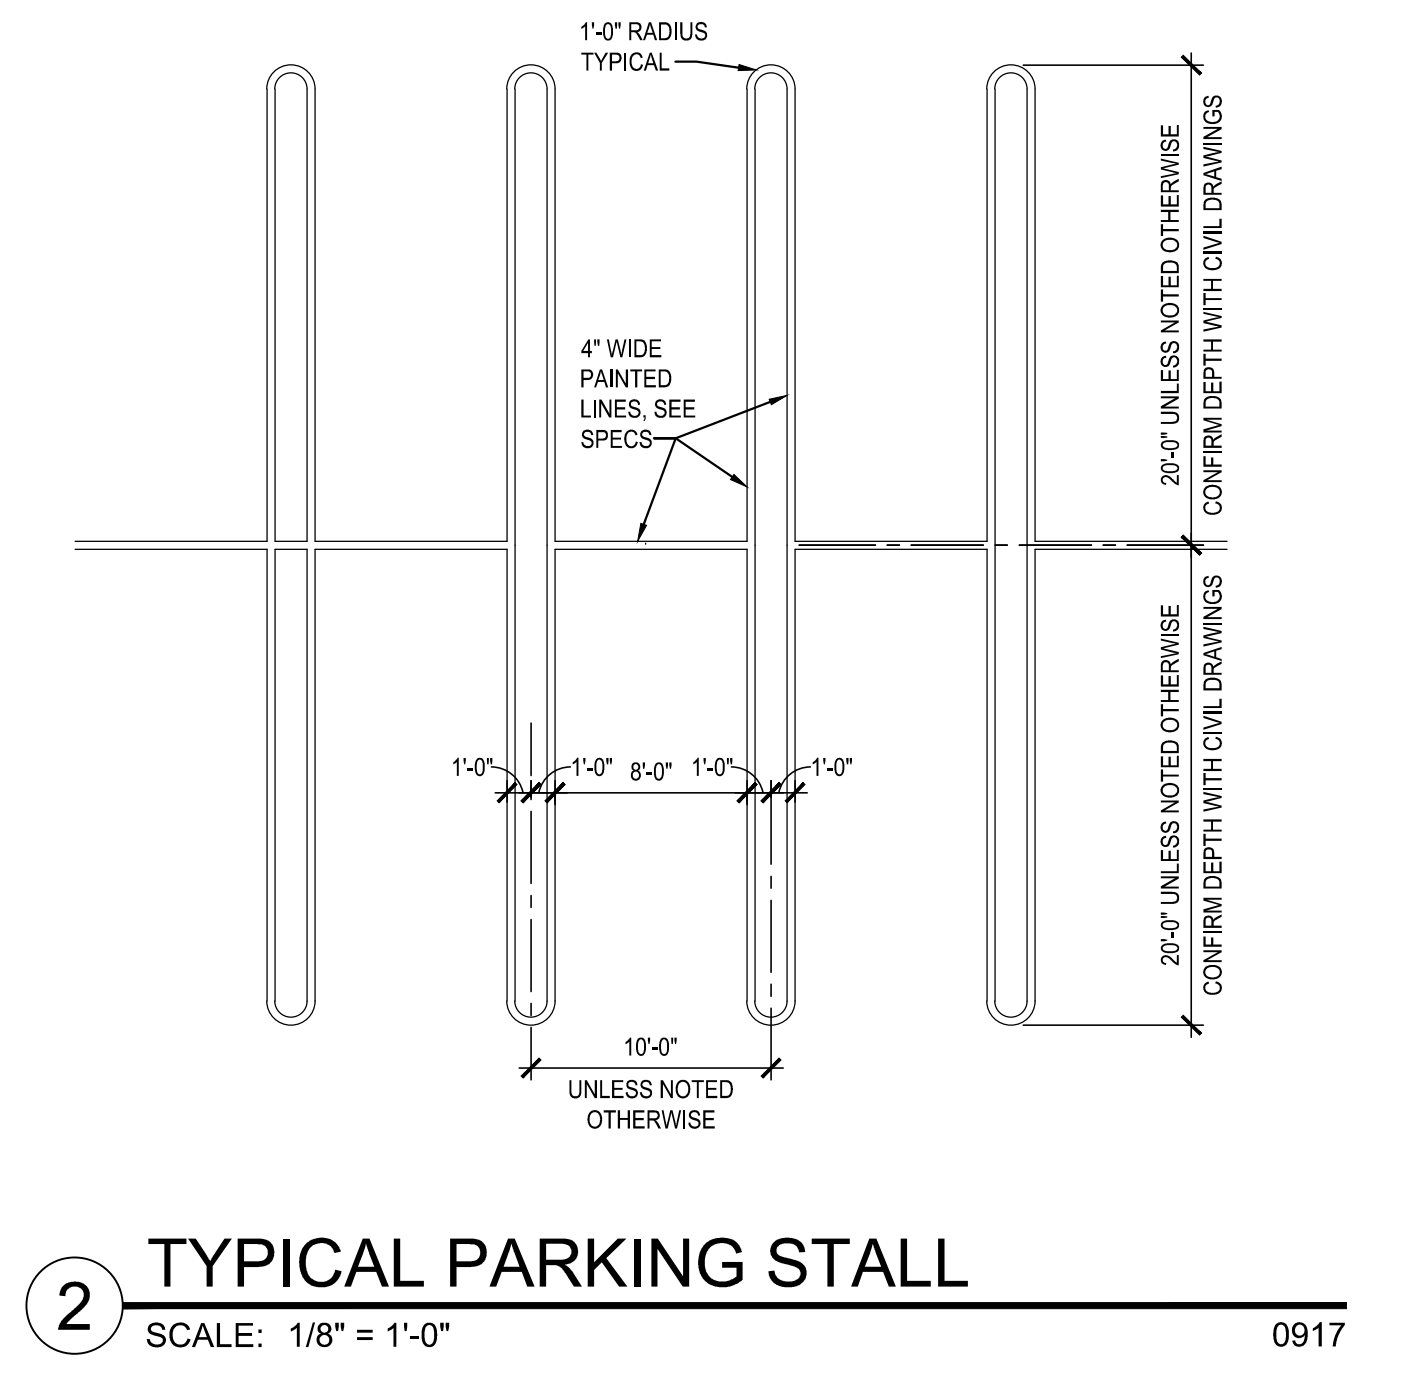 1'-0" RADIUS
TYPICAL
20'-0" UNLESS NOTED OTHERWISE
CONFIRM DEPTH WITH CIVIL DRAWINGS
4" WIDE
PAINTED
LINES, SEE
SPECS
20'-0" UNLESS NOTED OTHERWISE
CONFIRM DEPTH WITH CIVIL DRAWINGS
1'-0" 1'-0" 8'-0" 1'-0" 1'-0"
10'-0"
UNLESS NOTED
OTHERWISE
2 TYPICAL PARKING STALL
SCALE: 1/8" = 1'-0" 0917